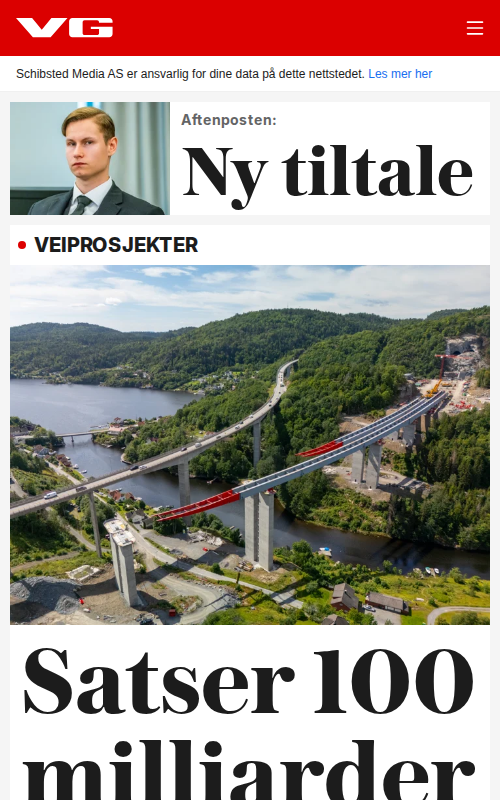 VG
Schibsted Media AS er ansvarlig for dine data på dette nettstedet. Les mer her
Aftenposten:
Ny tiltale
VEIPROSJEKTER
Satser 100
milliarder